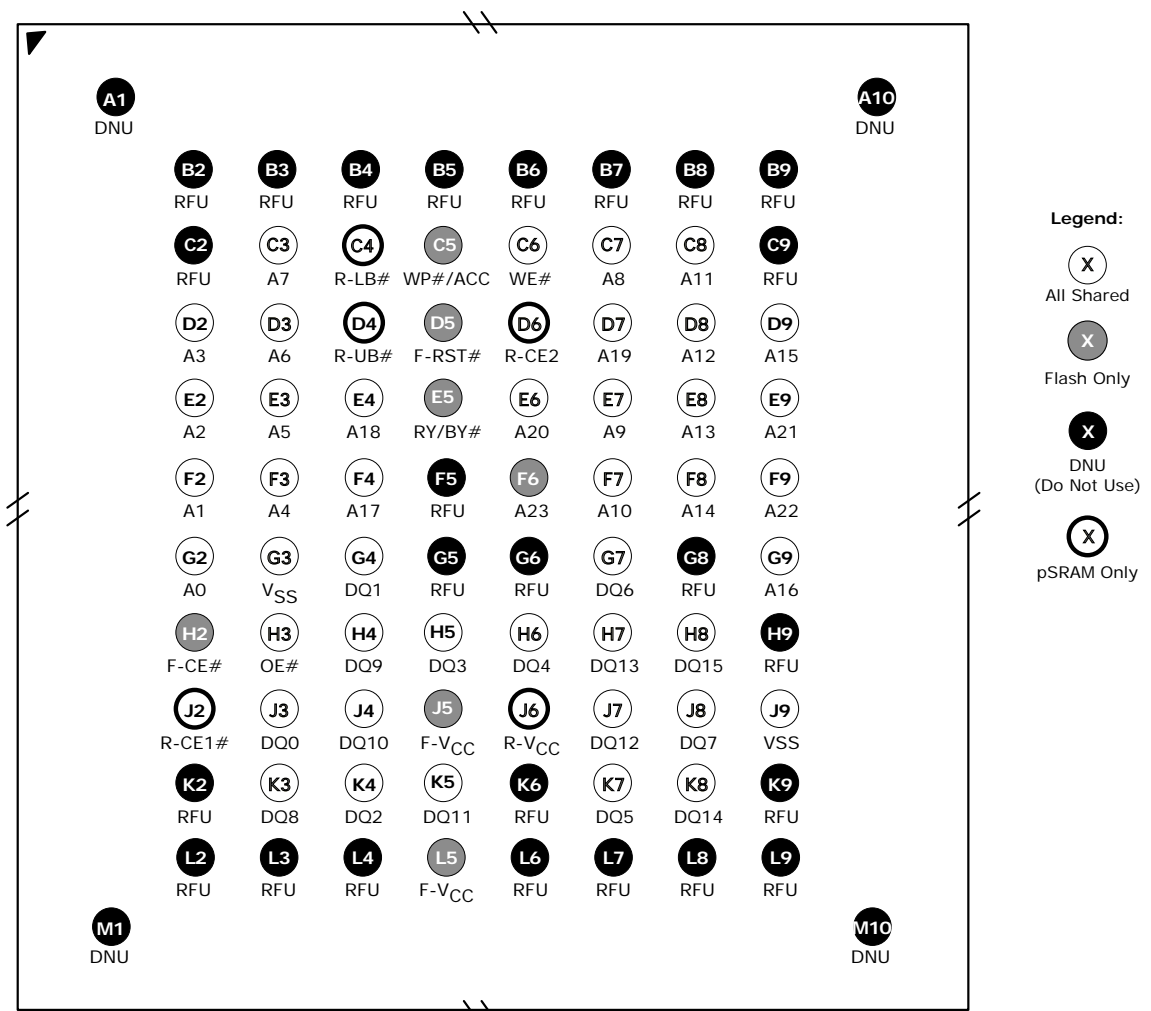 A1 A10
DNU DNU
B2 B3 B4 B5 B6 B7 B8 B9
RFU RFU RFU RFU RFU RFU RFU RFU
C2 C3 C4 C5 C6 C7 C8 C9
RFU A7 R-LB# WP#/ACC WE# A8 A11 RFU
D2 D3 D4 D5 D6 D7 D8 D9
A3 A6 R-UB# F-RST# R-CE2 A19 A12 A15
E2 E3 E4 E5 E6 E7 E8 E9
A2 A5 A18 RY/BY# A20 A9 A13 A21
F2 F3 F4 F5 F6 F7 F8 F9
A1 A4 A17 RFU A23 A10 A14 A22
G2 G3 G4 G5 G6 G7 G8 G9
A0 VSS DQ1 RFU RFU DQ6 RFU A16
H2 H3 H4 H5 H6 H7 H8 H9
F-CE# OE# DQ9 DQ3 DQ4 DQ13 DQ15 RFU
J2 J3 J4 J5 J6 J7 J8 J9
R-CE1# DQ0 DQ10 F-VCC R-VCC DQ12 DQ7 VSS
K2 K3 K4 K5 K6 K7 K8 K9
RFU DQ8 DQ2 DQ11 RFU DQ5 DQ14 RFU
L2 L3 L4 L5 L6 L7 L8 L9
RFU RFU RFU F-VCC RFU RFU RFU RFU
M1 M10
DNU DNU
Legend:
X
All Shared
X
Flash Only
X
DNU
(Do Not Use)
X
pSRAM Only